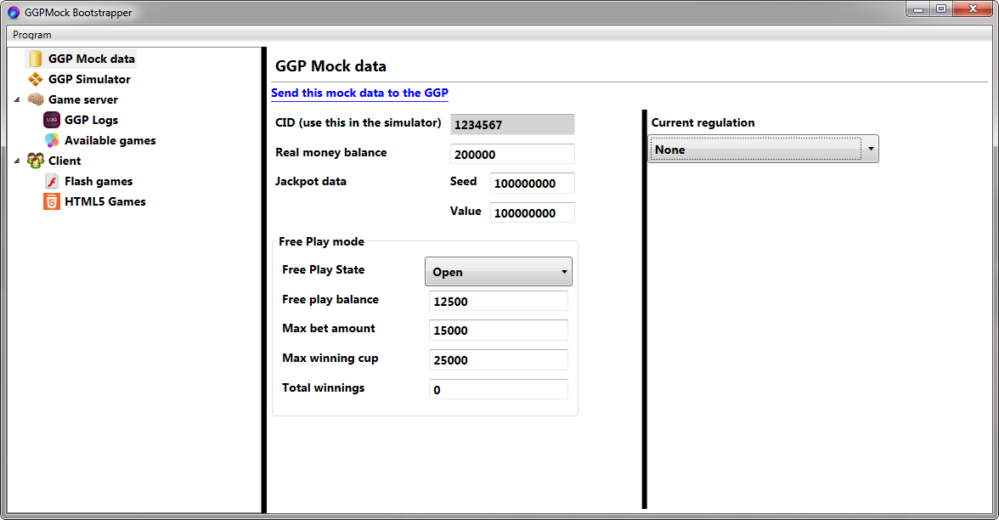 GGPMock Bootstrapper
Program
GGP Mock data
GGP Simulator
Game server
LOG
GGP Logs
Available games
Client
Flash games
HTML
5
HTML5 Games
GGP Mock data
Send this mock data to the GGP
CID (use this in the simulator) 1234567
Real money balance 200000
Jackpot data Seed 100000000
Value 100000000
Free Play mode
Free Play State Open
Free play balance 12500
Max bet amount 15000
Max winning cup 25000
Total winnings 0
Current regulation
None